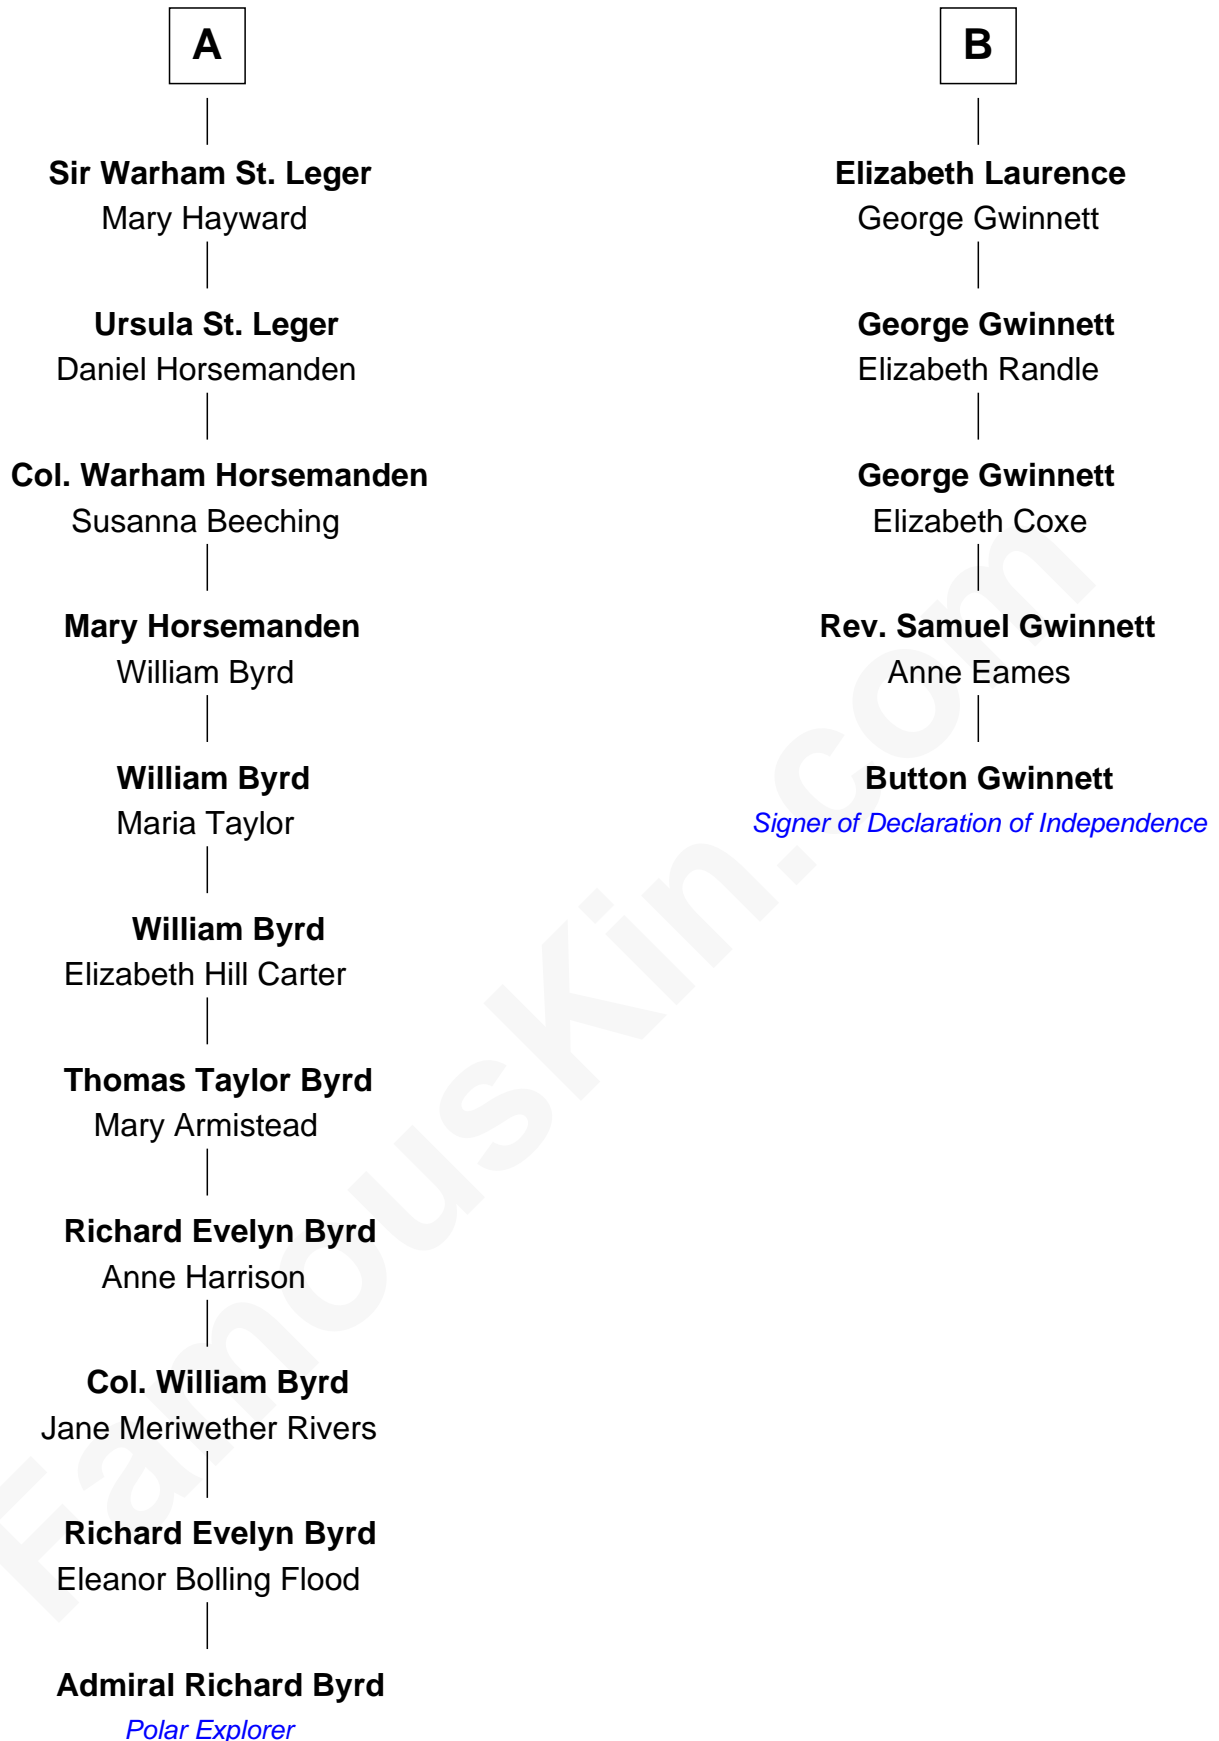 A
Sir Warham St. Leger
Mary Hayward
Ursula St. Leger
Daniel Horsemanden
Col. Warham Horsemanden
Susanna Beeching
Mary Horsemanden
William Byrd
William Byrd
Maria Taylor
William Byrd
Elizabeth Hill Carter
Thomas Taylor Byrd
Mary Armistead
Richard Evelyn Byrd
Anne Harrison
Col. William Byrd
Jane Meriwether Rivers
Richard Evelyn Byrd
Eleanor Bolling Flood
Admiral Richard Byrd
Polar Explorer
B
Elizabeth Laurence
George Gwinnett
George Gwinnett
Elizabeth Randle
George Gwinnett
Elizabeth Coxe
Rev. Samuel Gwinnett
Anne Eames
Button Gwinnett
Signer of Declaration of Independence
FamousKin.com